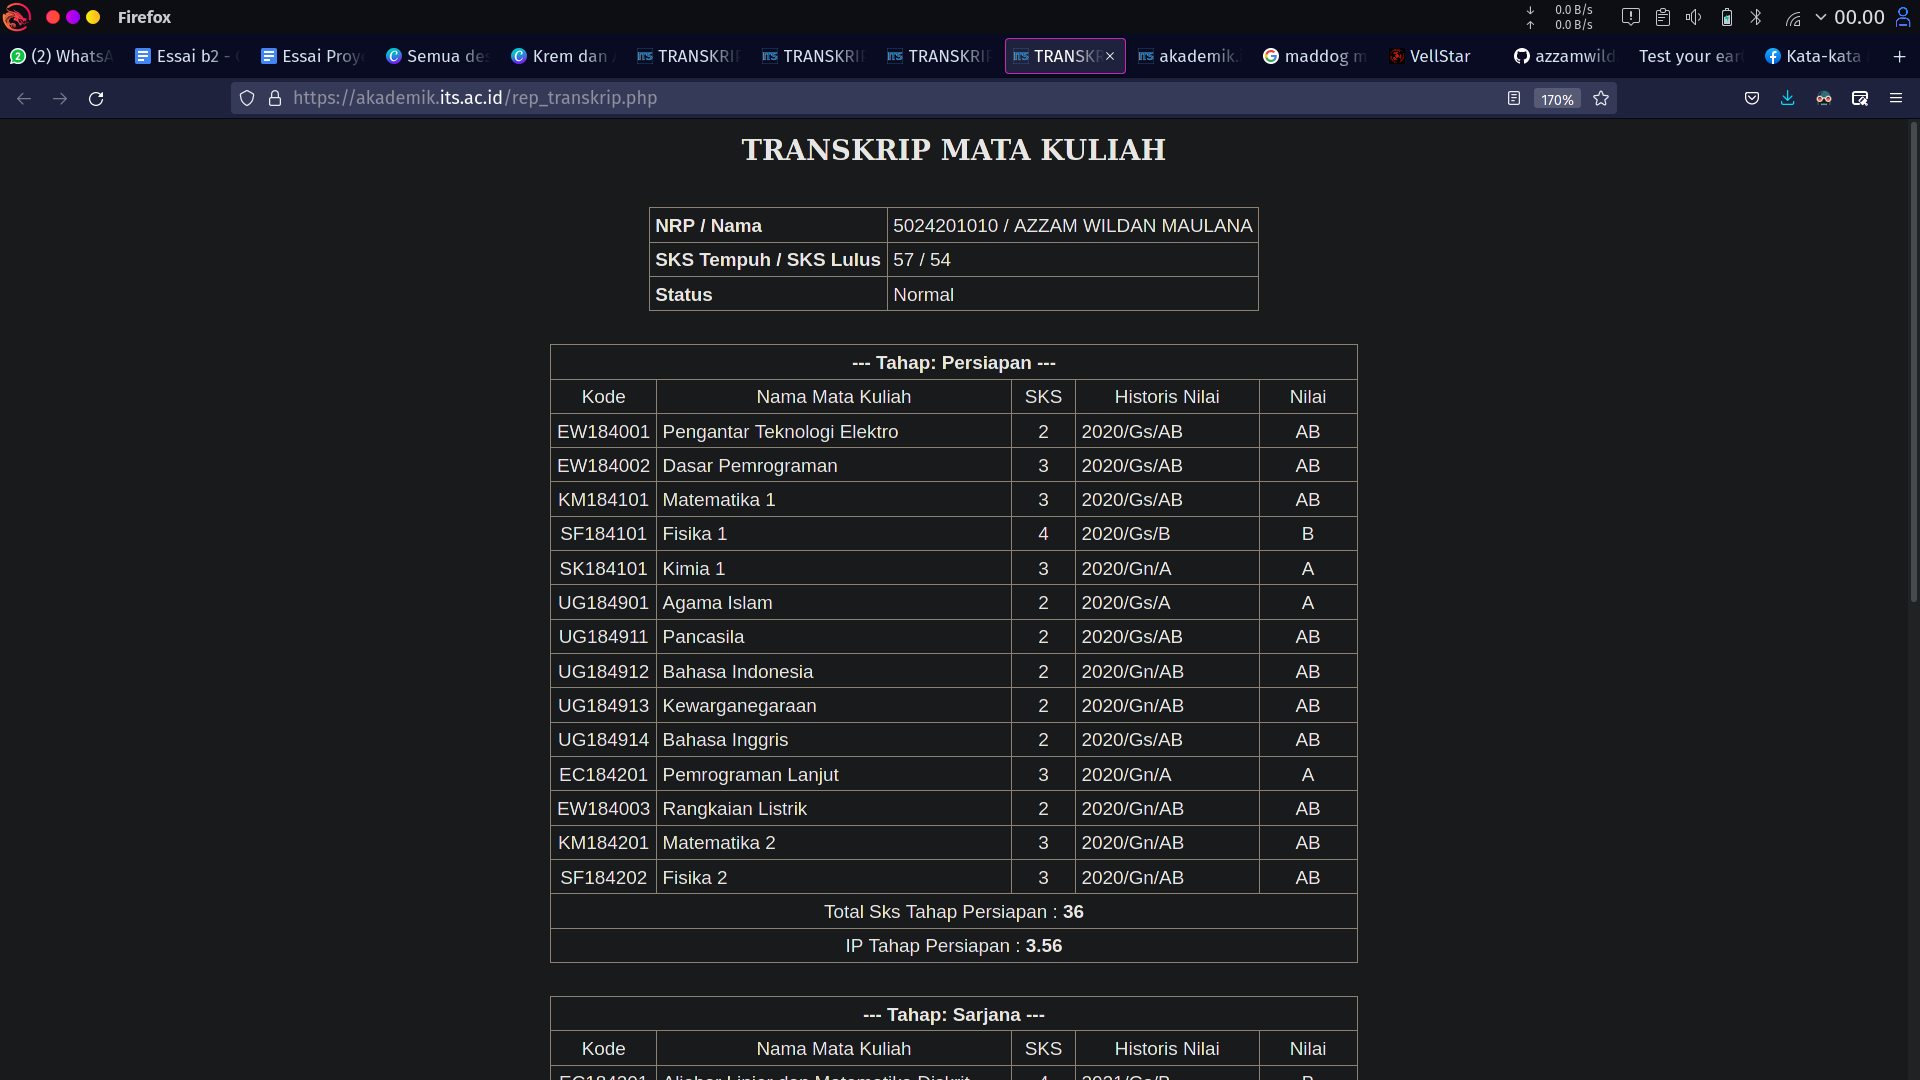 Firefox
0.0 B/s
0.0 B/s
00.00
(2) WhatsA
Essai b2 -
Essai Proye
Semua des
Krem dan
TRANSKRI
TRANSKRI
TRANSKRI
TRANSKR
akademik.
maddog m
VellStar
azzamwild
Test your ear
Kata-kata
https://akademik.its.ac.id/rep_transkrip.php
170%
TRANSKRIP MATA KULIAH
NRP / Nama 5024201010 / AZZAM WILDAN MAULANA
SKS Tempuh / SKS Lulus 57 / 54
Status Normal
--- Tahap: Persiapan ---
Kode Nama Mata Kuliah SKS Historis Nilai Nilai
EW184001 Pengantar Teknologi Elektro 2 2020/Gs/AB AB
EW184002 Dasar Pemrograman 3 2020/Gs/AB AB
KM184101 Matematika 1 3 2020/Gs/AB AB
SF184101 Fisika 1 4 2020/Gs/B B
SK184101 Kimia 1 3 2020/Gn/A A
UG184901 Agama Islam 2 2020/Gs/A A
UG184911 Pancasila 2 2020/Gs/AB AB
UG184912 Bahasa Indonesia 2 2020/Gn/AB AB
UG184913 Kewarganegaraan 2 2020/Gn/AB AB
UG184914 Bahasa Inggris 2 2020/Gs/AB AB
EC184201 Pemrograman Lanjut 3 2020/Gn/A A
EW184003 Rangkaian Listrik 2 2020/Gn/AB AB
KM184201 Matematika 2 3 2020/Gn/AB AB
SF184202 Fisika 2 3 2020/Gn/AB AB
Total Sks Tahap Persiapan : 36
IP Tahap Persiapan : 3.56
--- Tahap: Sarjana ---
Kode Nama Mata Kuliah SKS Historis Nilai Nilai